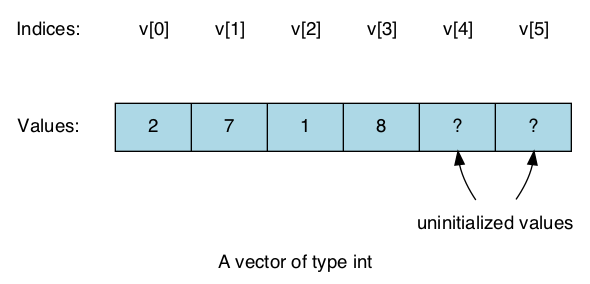 Indices: v[0] v[1] v[2] v[3] v[4] v[5]
Values: 2 7 1 8 ? ?
uninitialized values
A vector of type int